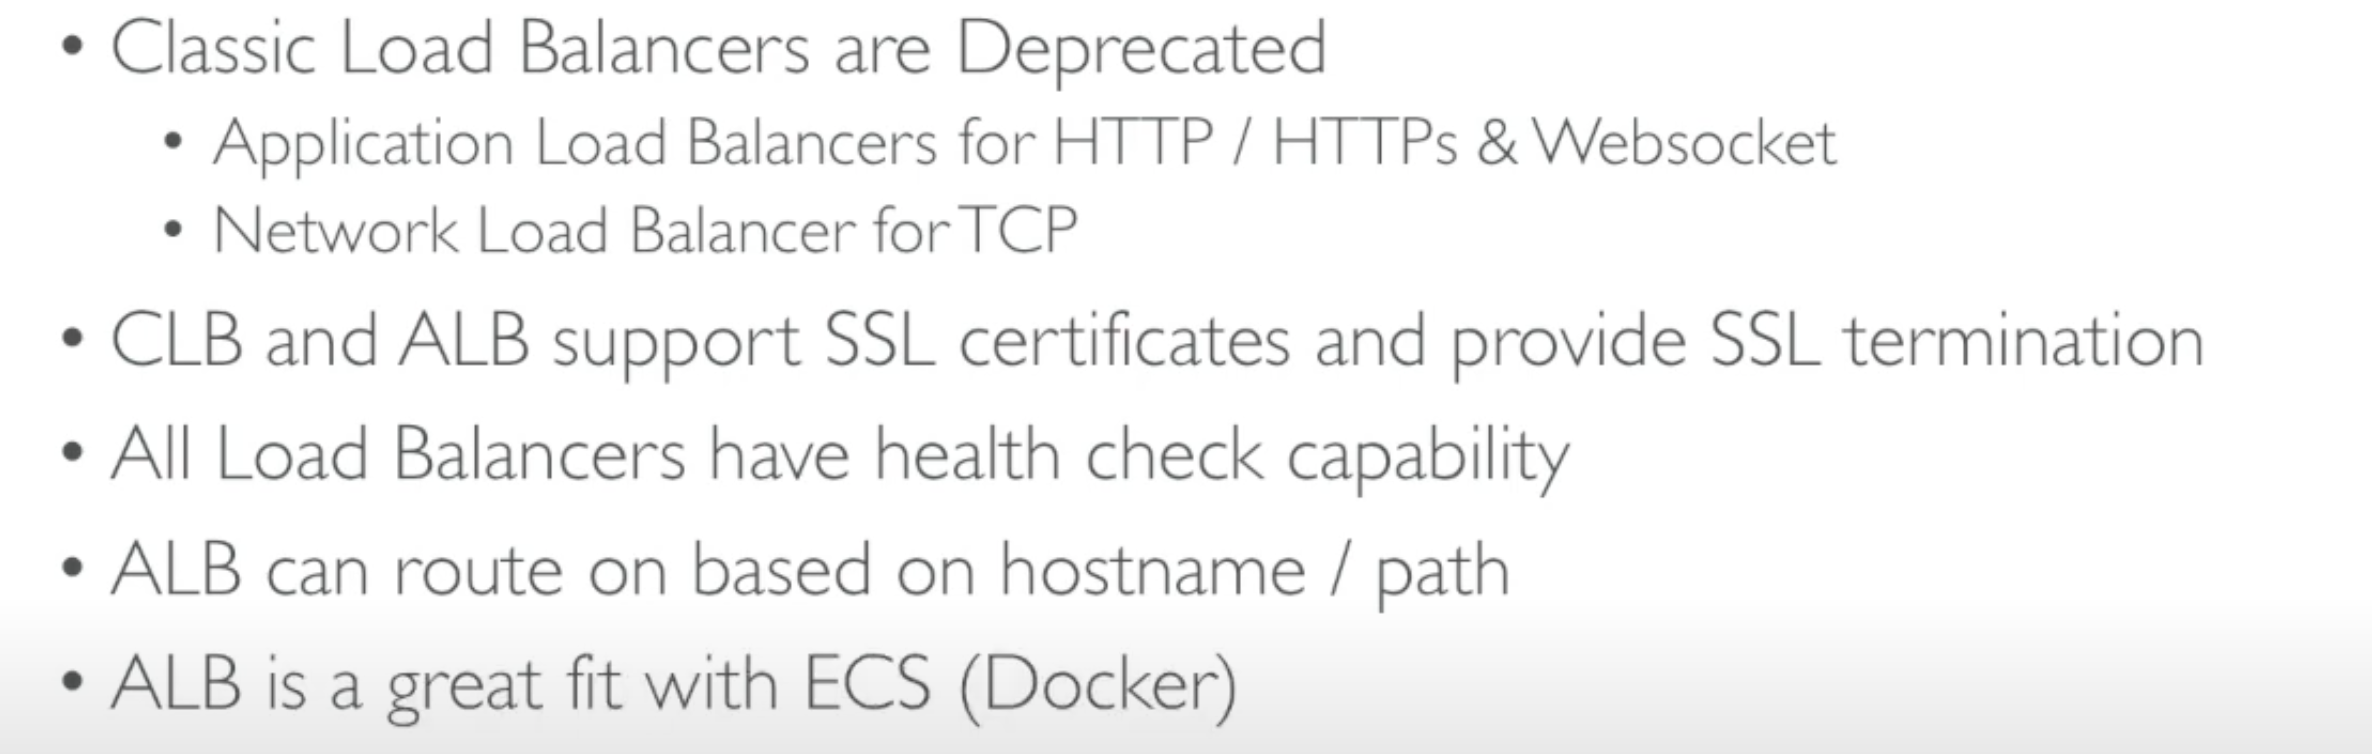 • Classic Load Balancers are Deprecated
• Application Load Balancers for HTTP / HTTPs & Websocket
• Network Load Balancer for TCP
• CLB and ALB support SSL certificates and provide SSL termination
• All Load Balancers have health check capability
• ALB can route on based on hostname / path
• ALB is a great fit with ECS (Docker)